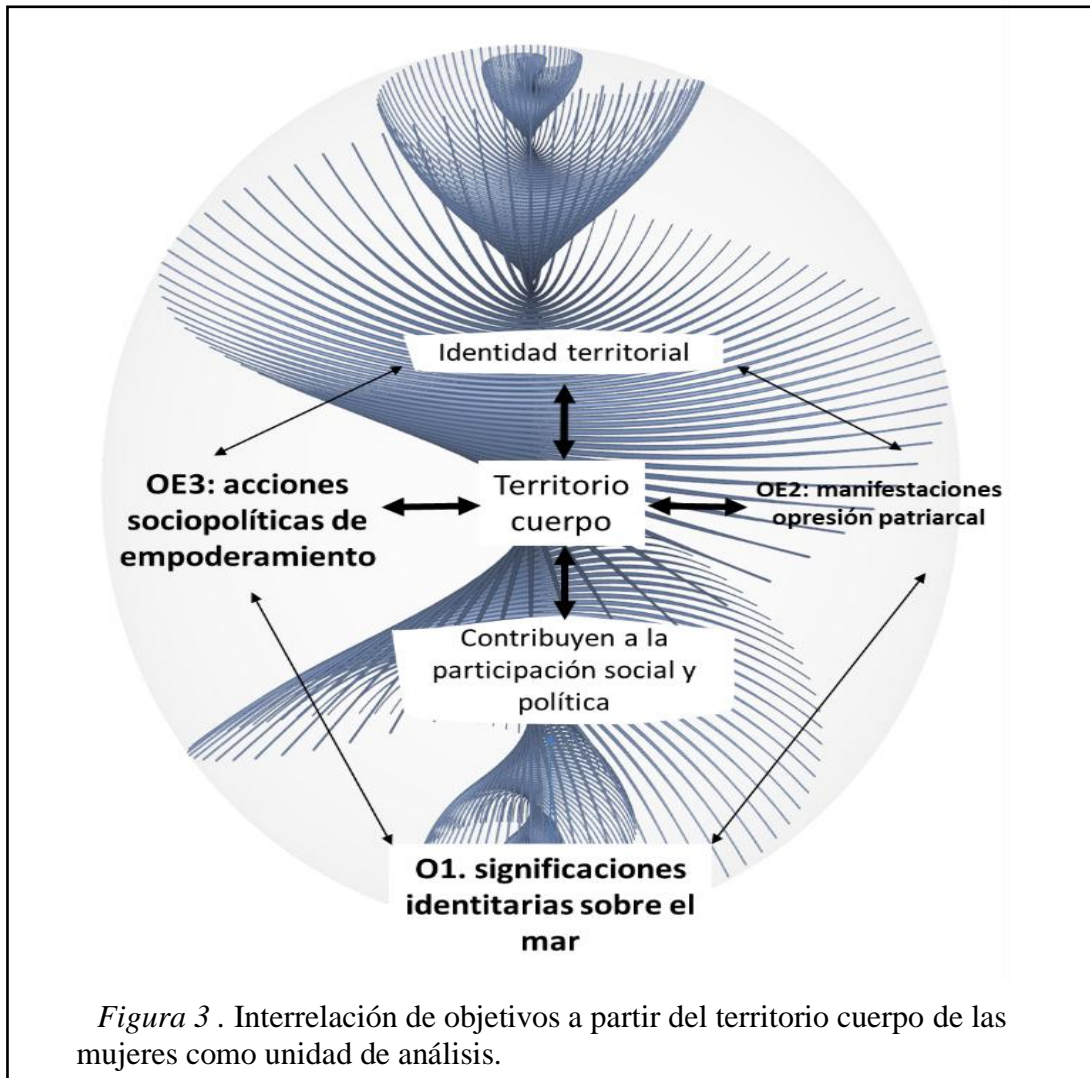 Identidad territorial
OE3: acciones
sociopolíticas de
empoderamiento
Territorio
cuerpo
OE2: manifestaciones
opresión patriarcal
Contribuyen a la
participación social y
política
O1. significaciones
identitarias sobre el
mar
Figura 3 . Interrelación de objetivos a partir del territorio cuerpo de las
mujeres como unidad de análisis.